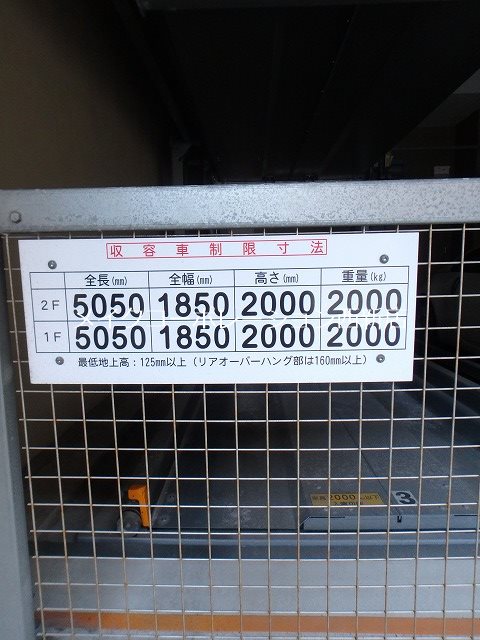 収容車制限寸法
全長(mm) 全幅(mm) 高さ(mm) 重量(kg)
2F 5050 1850 2000 2000
1F 5050 1850 2000 2000
最低地上高：125mm以上（リアオーバーハング部は160mm以上）
2000
3